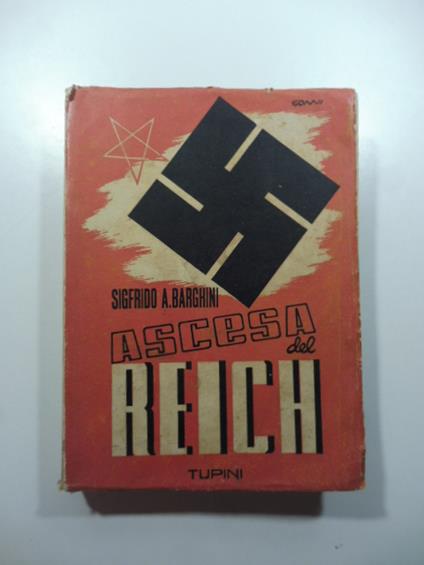 SIGFRIDO A. BARGHINI
ASCESA
del
REICH
TUPINI